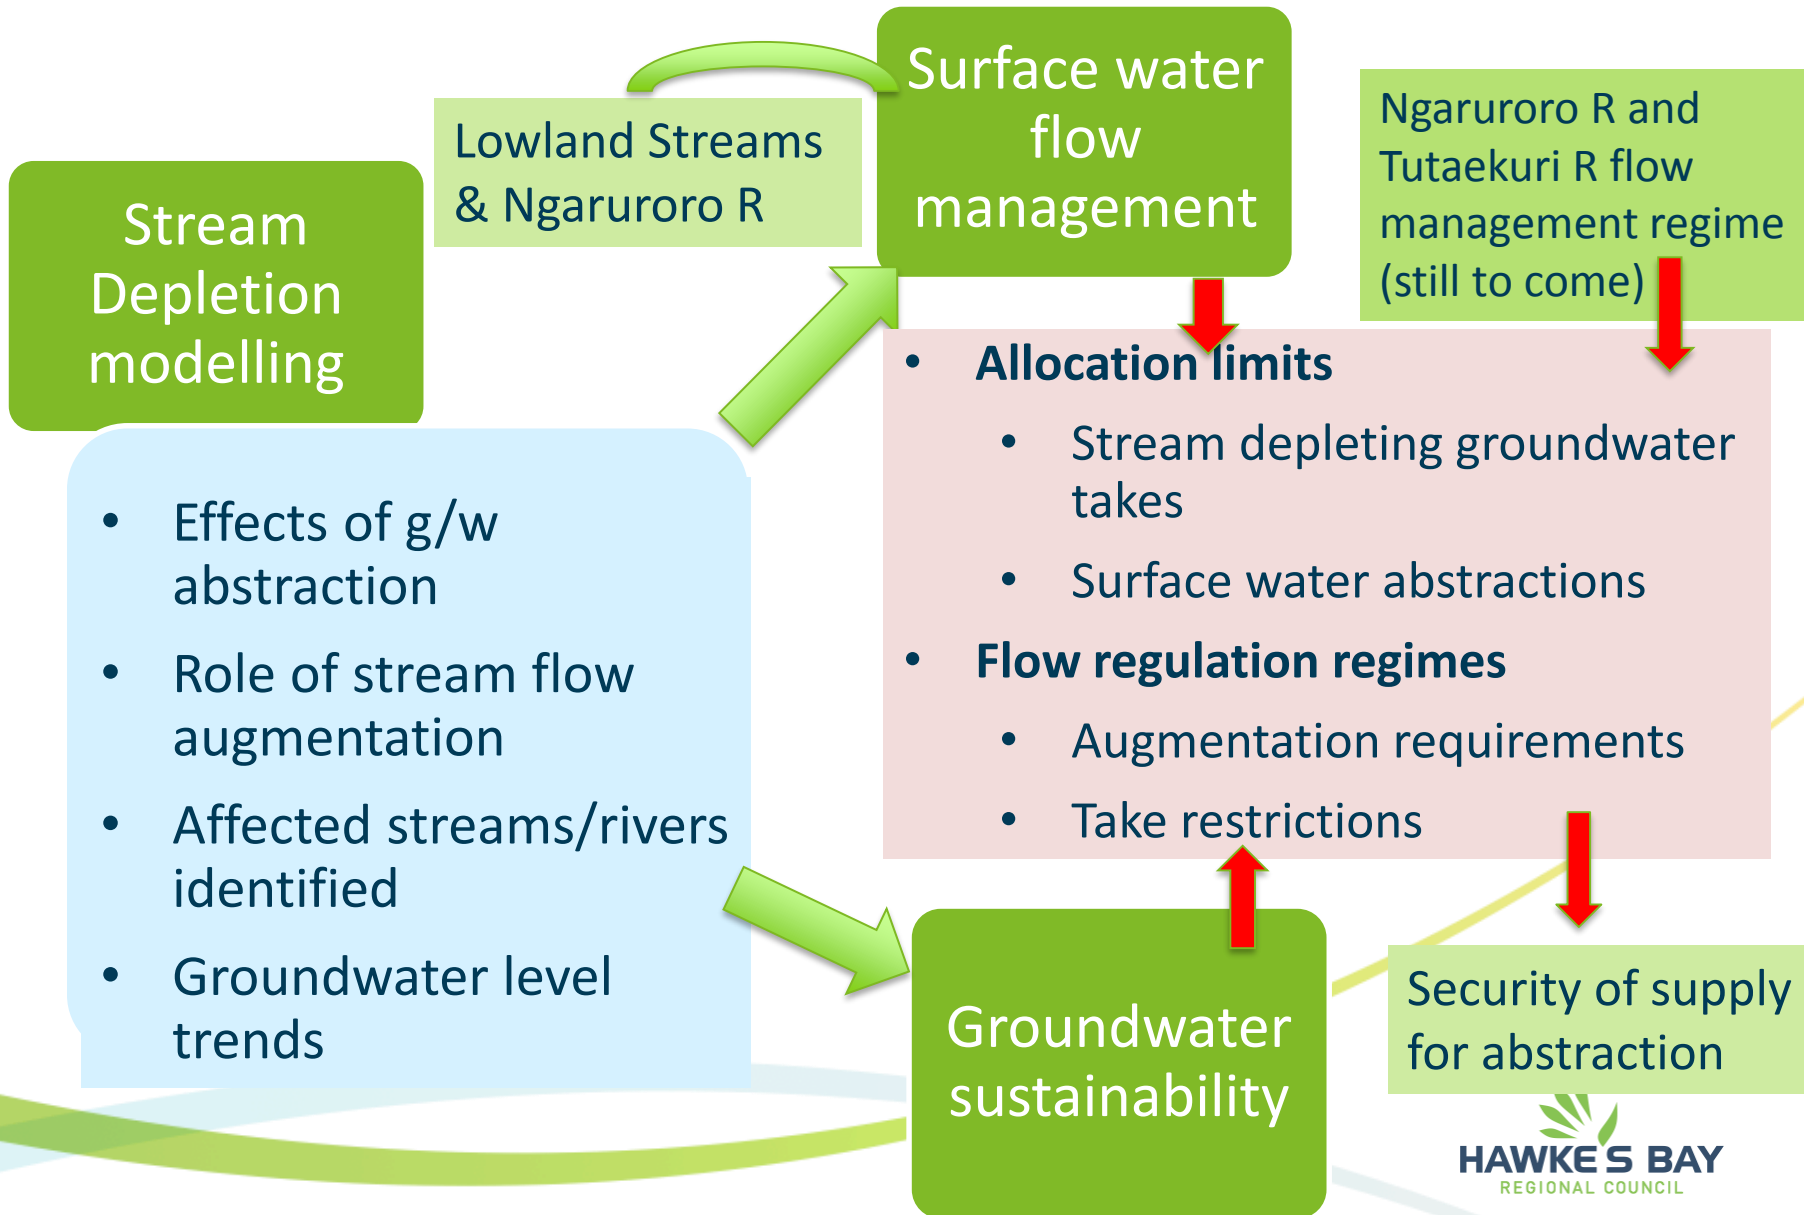 Stream
Depletion
modelling
Lowland Streams
& Ngaruroro R
Surface water
flow
management
Ngaruroro R and
Tutaekuri R flow
management regime
(still to come)
• Effects of g/w
abstraction
• Role of stream flow
augmentation
• Affected streams/rivers
identified
• Groundwater level
trends
• Allocation limits
• Stream depleting groundwater
takes
• Surface water abstractions
• Flow regulation regimes
• Augmentation requirements
• Take restrictions
Groundwater
sustainability
Security of supply
for abstraction
HAWKE'S BAY
REGIONAL COUNCIL